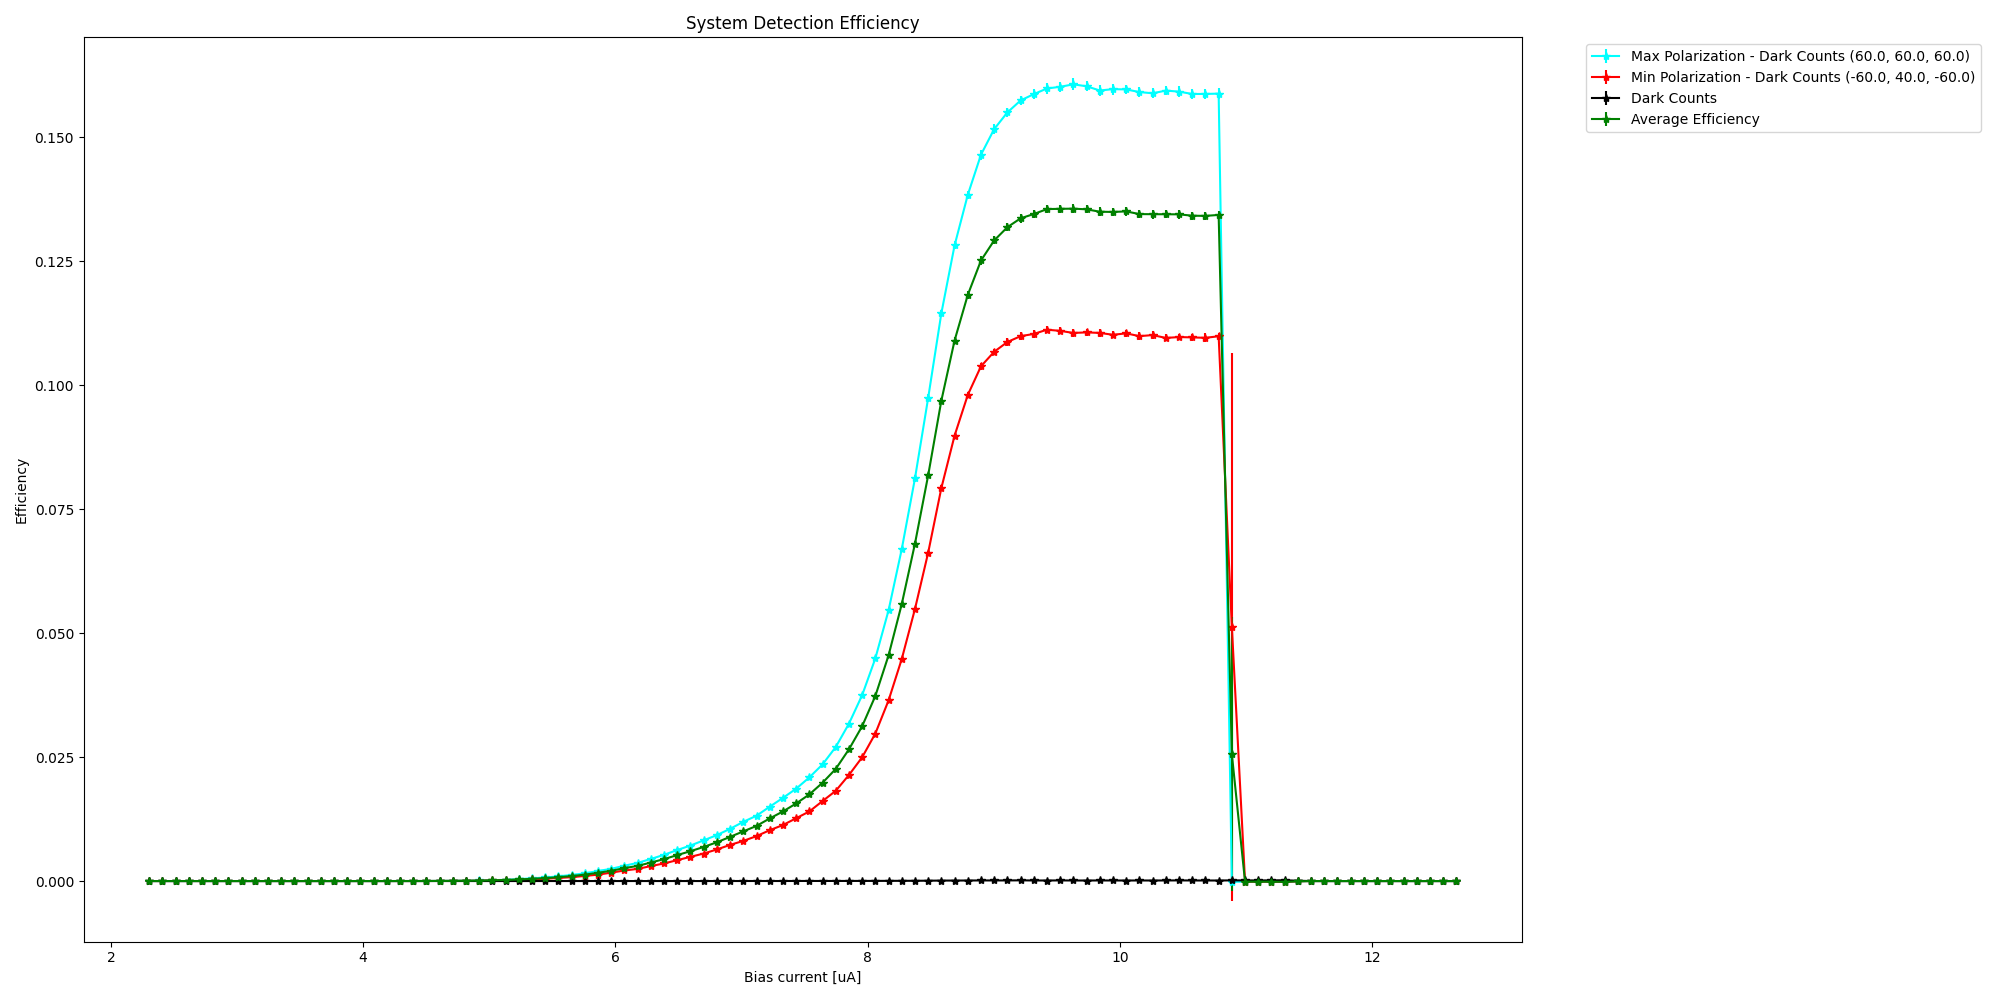 System Detection Efficiency
Max Polarization - Dark Counts (60.0, 60.0, 60.0)
Min Polarization - Dark Counts (-60.0, 40.0, -60.0)
Dark Counts
Average Efficiency
Efficiency
0.150
0.125
0.100
0.075
0.050
0.025
0.000
2 4 6 8 10 12
Bias current [uA]